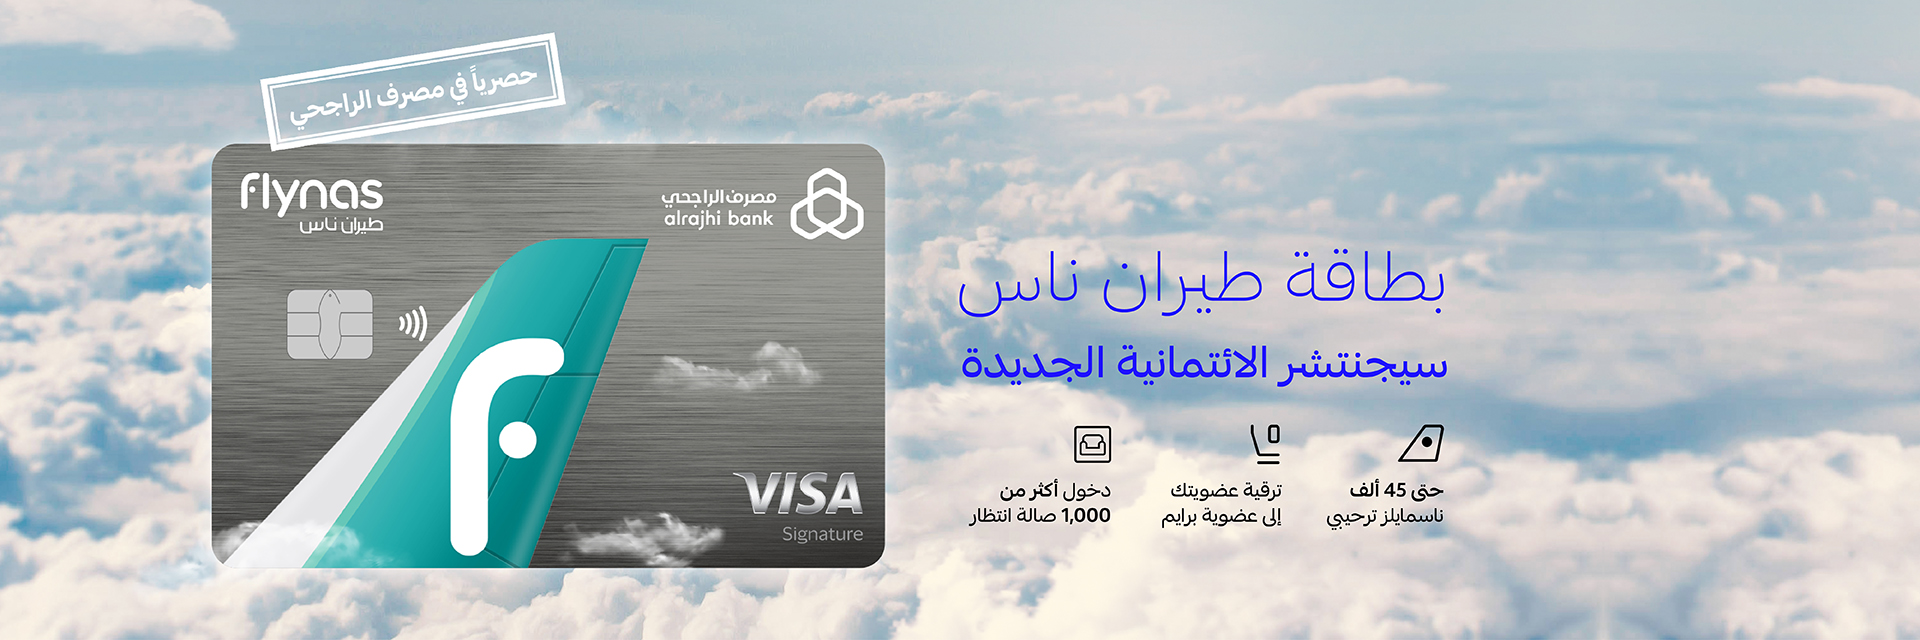 حصرياً في مصرف الراجحي
flynas
طيران ناس
مصرف الراجحي
alrajhi bank
VISA
Signature
بطاقة طيران ناس
سيجنتشر الائتمانية الجديدة
حتى 45 ألف
ناسمايلز ترحيبي
ترقية عضويتك
إلى عضوية برايم
دخول أكثر من
1,000 صالة انتظار